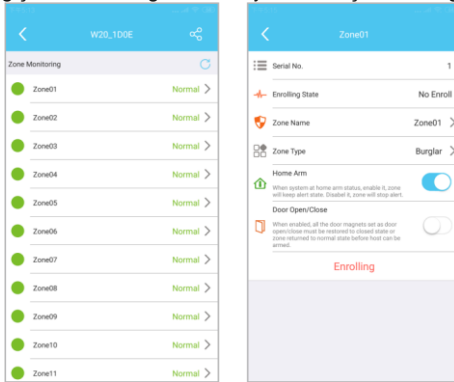 W20_1D0E
Zone Monitoring
Zone01 Normal
Zone02 Normal
Zone03 Normal
Zone04 Normal
Zone05 Normal
Zone06 Normal
Zone07 Normal
Zone08 Normal
Zone09 Normal
Zone10 Normal
Zone11 Normal
Zone01
Serial No. 1
Enrolling State No Enroll
Zone Name Zone01
Zone Type Burglar
Home Arm
When system at home arm status, enable it, zone
will keep alert state. Disabel it, zone will stop alert.
Door Open/Close
When enabled, all the door magnets set as door
open/close must be restored to closed state or
zone returned to normal state before host can be
armed.
Enrolling